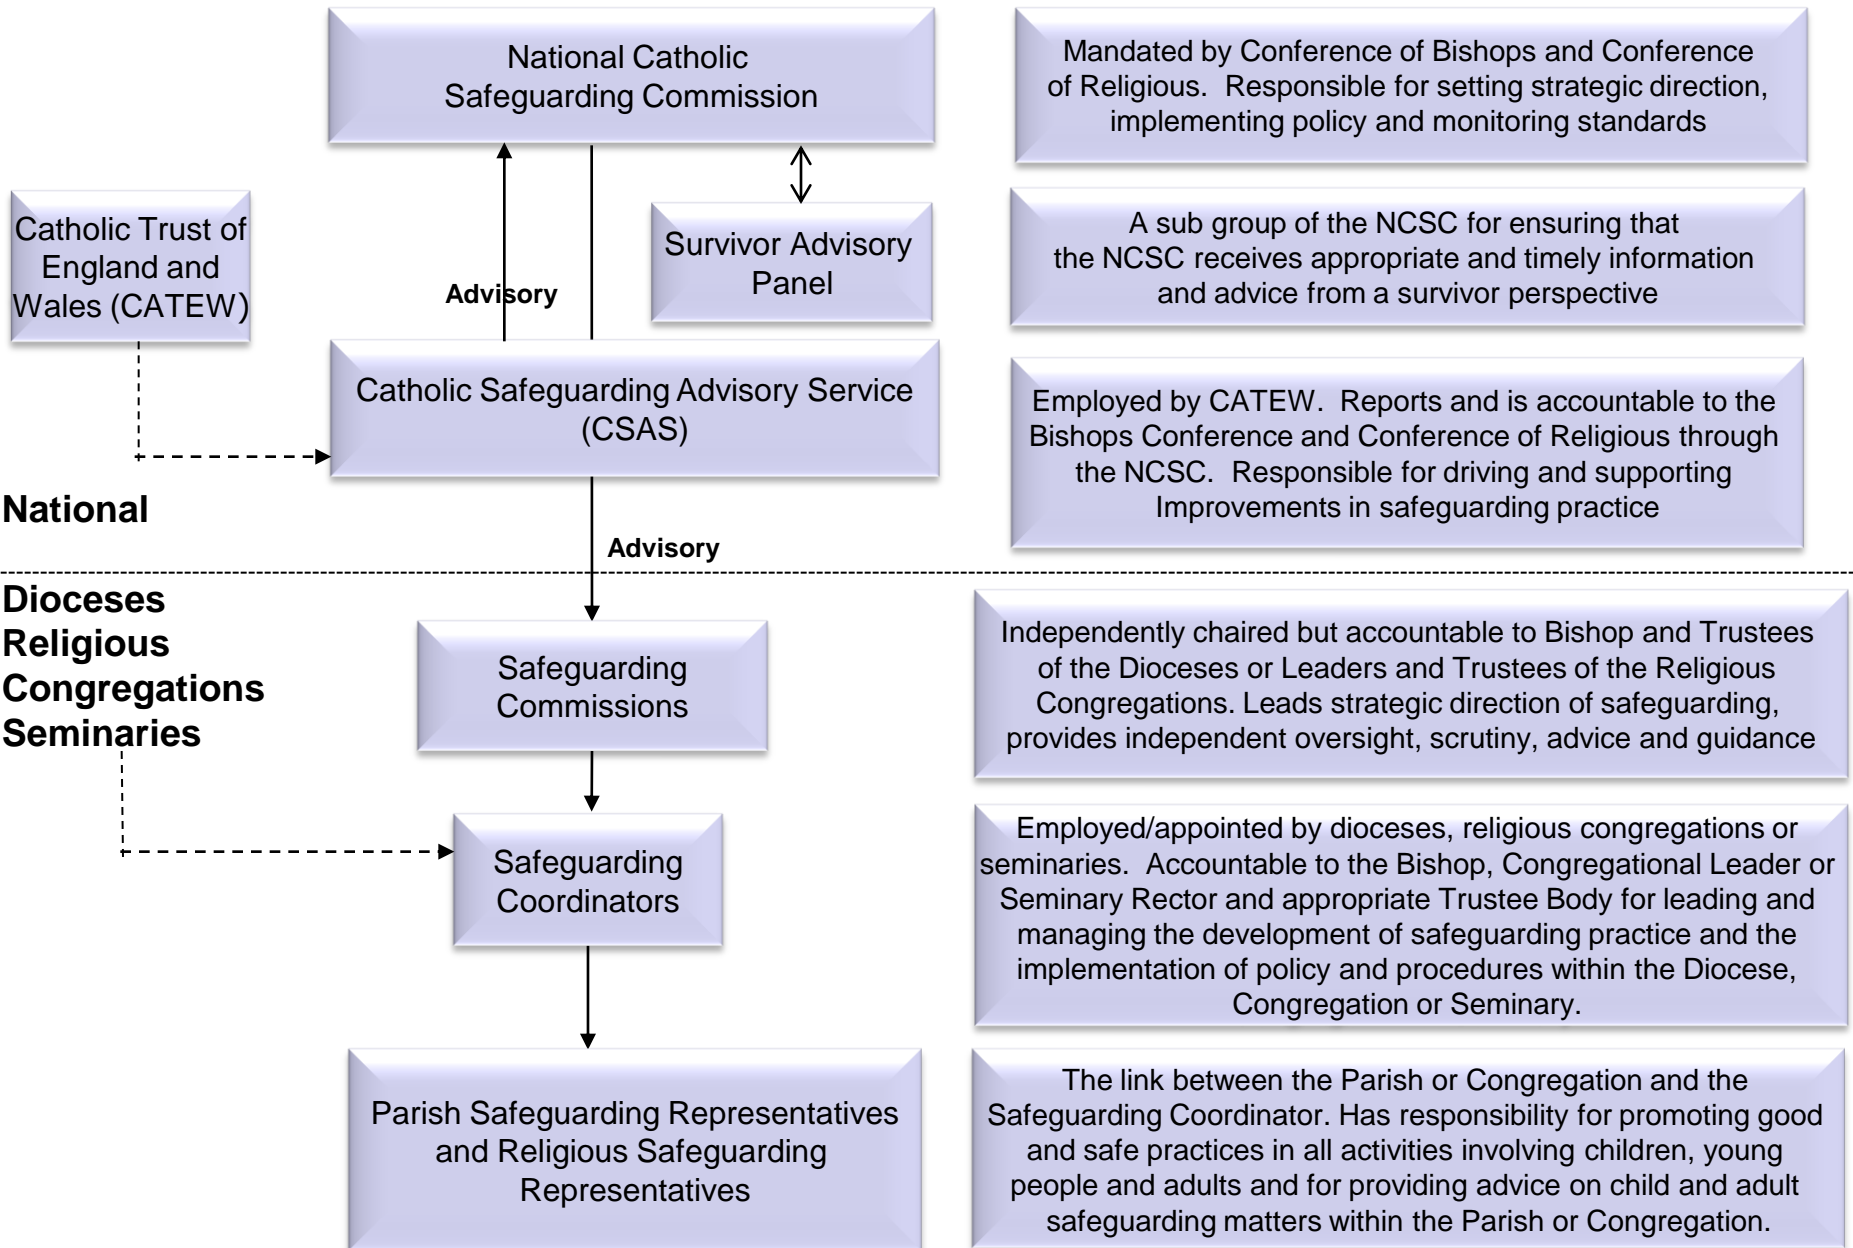 National Catholic
Safeguarding Commission
Mandated by Conference of Bishops and Conference
of Religious.  Responsible for setting strategic direction,
implementing policy and monitoring standards
Catholic Trust of
England and
Wales (CATEW)
Advisory
Survivor Advisory
Panel
A sub group of the NCSC for ensuring that
the NCSC receives appropriate and timely information
and advice from a survivor perspective
Catholic Safeguarding Advisory Service
(CSAS)
Employed by CATEW.  Reports and is accountable to the
Bishops Conference and Conference of Religious through
the NCSC.  Responsible for driving and supporting
Improvements in safeguarding practice
National
Advisory
Dioceses
Religious
Congregations
Seminaries
Safeguarding
Commissions
Independently chaired but accountable to Bishop and Trustees
of the Dioceses or Leaders and Trustees of the Religious
Congregations. Leads strategic direction of safeguarding,
provides independent oversight, scrutiny, advice and guidance
Safeguarding
Coordinators
Employed/appointed by dioceses, religious congregations or
seminaries.  Accountable to the Bishop, Congregational Leader or
Seminary Rector and appropriate Trustee Body for leading and
managing the development of safeguarding practice and the
implementation of policy and procedures within the Diocese,
Congregation or Seminary.
Parish Safeguarding Representatives
and Religious Safeguarding
Representatives
The link between the Parish or Congregation and the
Safeguarding Coordinator. Has responsibility for promoting good
and safe practices in all activities involving children, young
people and adults and for providing advice on child and adult
safeguarding matters within the Parish or Congregation.